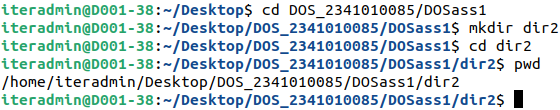 iteradmin@D001-38:~/Desktop$ cd DOS_2341010085/DOSass1
iteradmin@D001-38:~/Desktop/DOS_2341010085/DOSass1$ mkdir dir2
iteradmin@D001-38:~/Desktop/DOS_2341010085/DOSass1$ cd dir2
iteradmin@D001-38:~/Desktop/DOS_2341010085/DOSass1/dir2$ pwd
/home/iteradmin/Desktop/DOS_2341010085/DOSass1/dir2
iteradmin@D001-38:~/Desktop/DOS_2341010085/DOSass1/dir2$